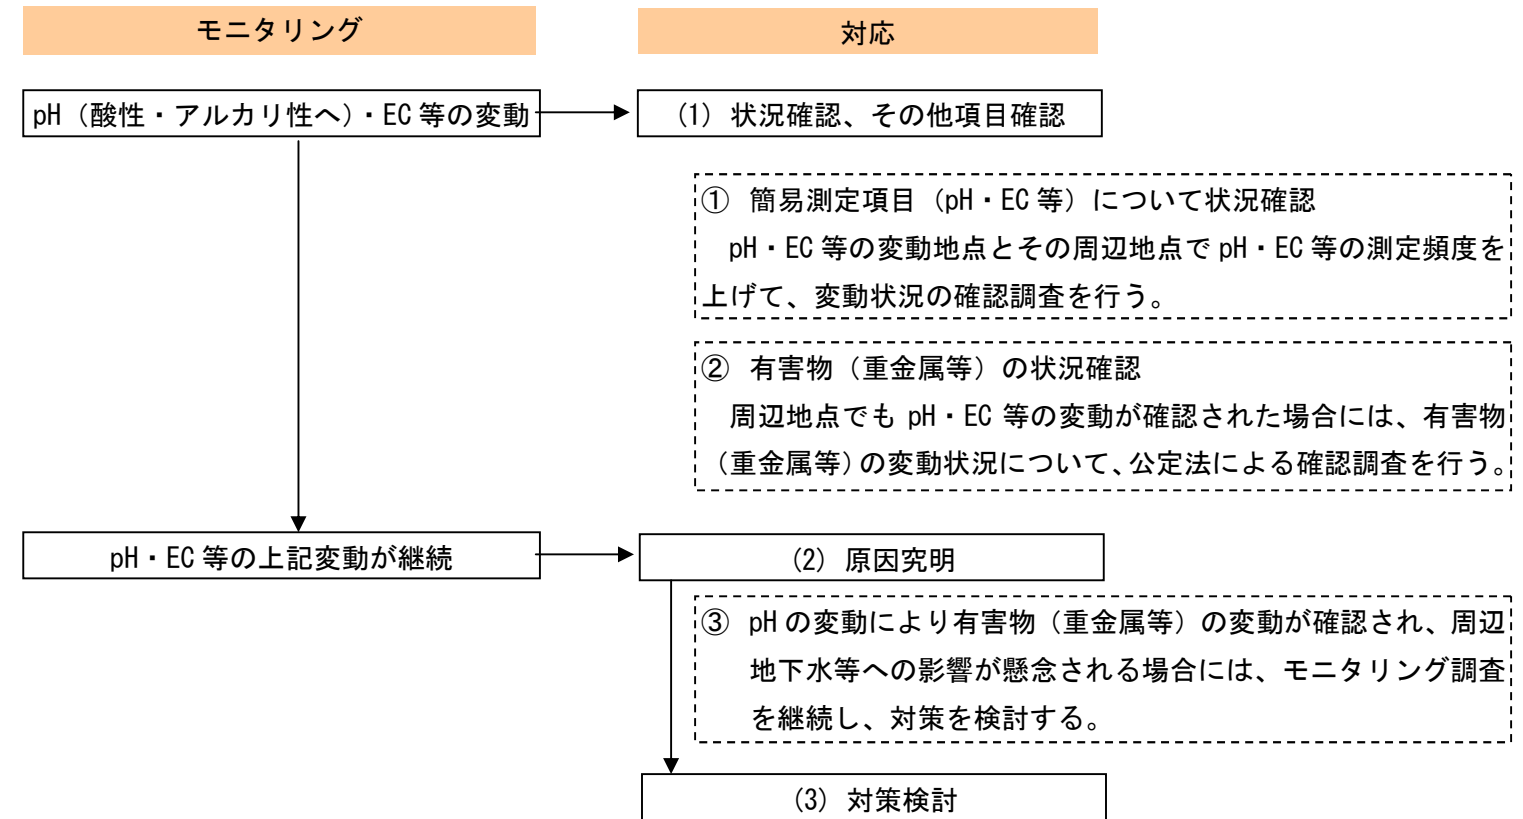 モニタリング
対応
pH（酸性・アルカリ性へ）・EC 等の変動
(1) 状況確認、その他項目確認
① 簡易測定項目（pH・EC 等）について状況確認
pH・EC 等の変動地点とその周辺地点で pH・EC 等の測定頻度を
上げて、変動状況の確認調査を行う。
② 有害物（重金属等）の状況確認
周辺地点でも pH・EC 等の変動が確認された場合には、有害物
（重金属等）の変動状況について、公定法による確認調査を行う。
pH・EC 等の上記変動が継続
(2) 原因究明
③ pH の変動により有害物（重金属等）の変動が確認され、周辺
地下水等への影響が懸念される場合には、モニタリング調査
を継続し、対策を検討する。
(3) 対策検討